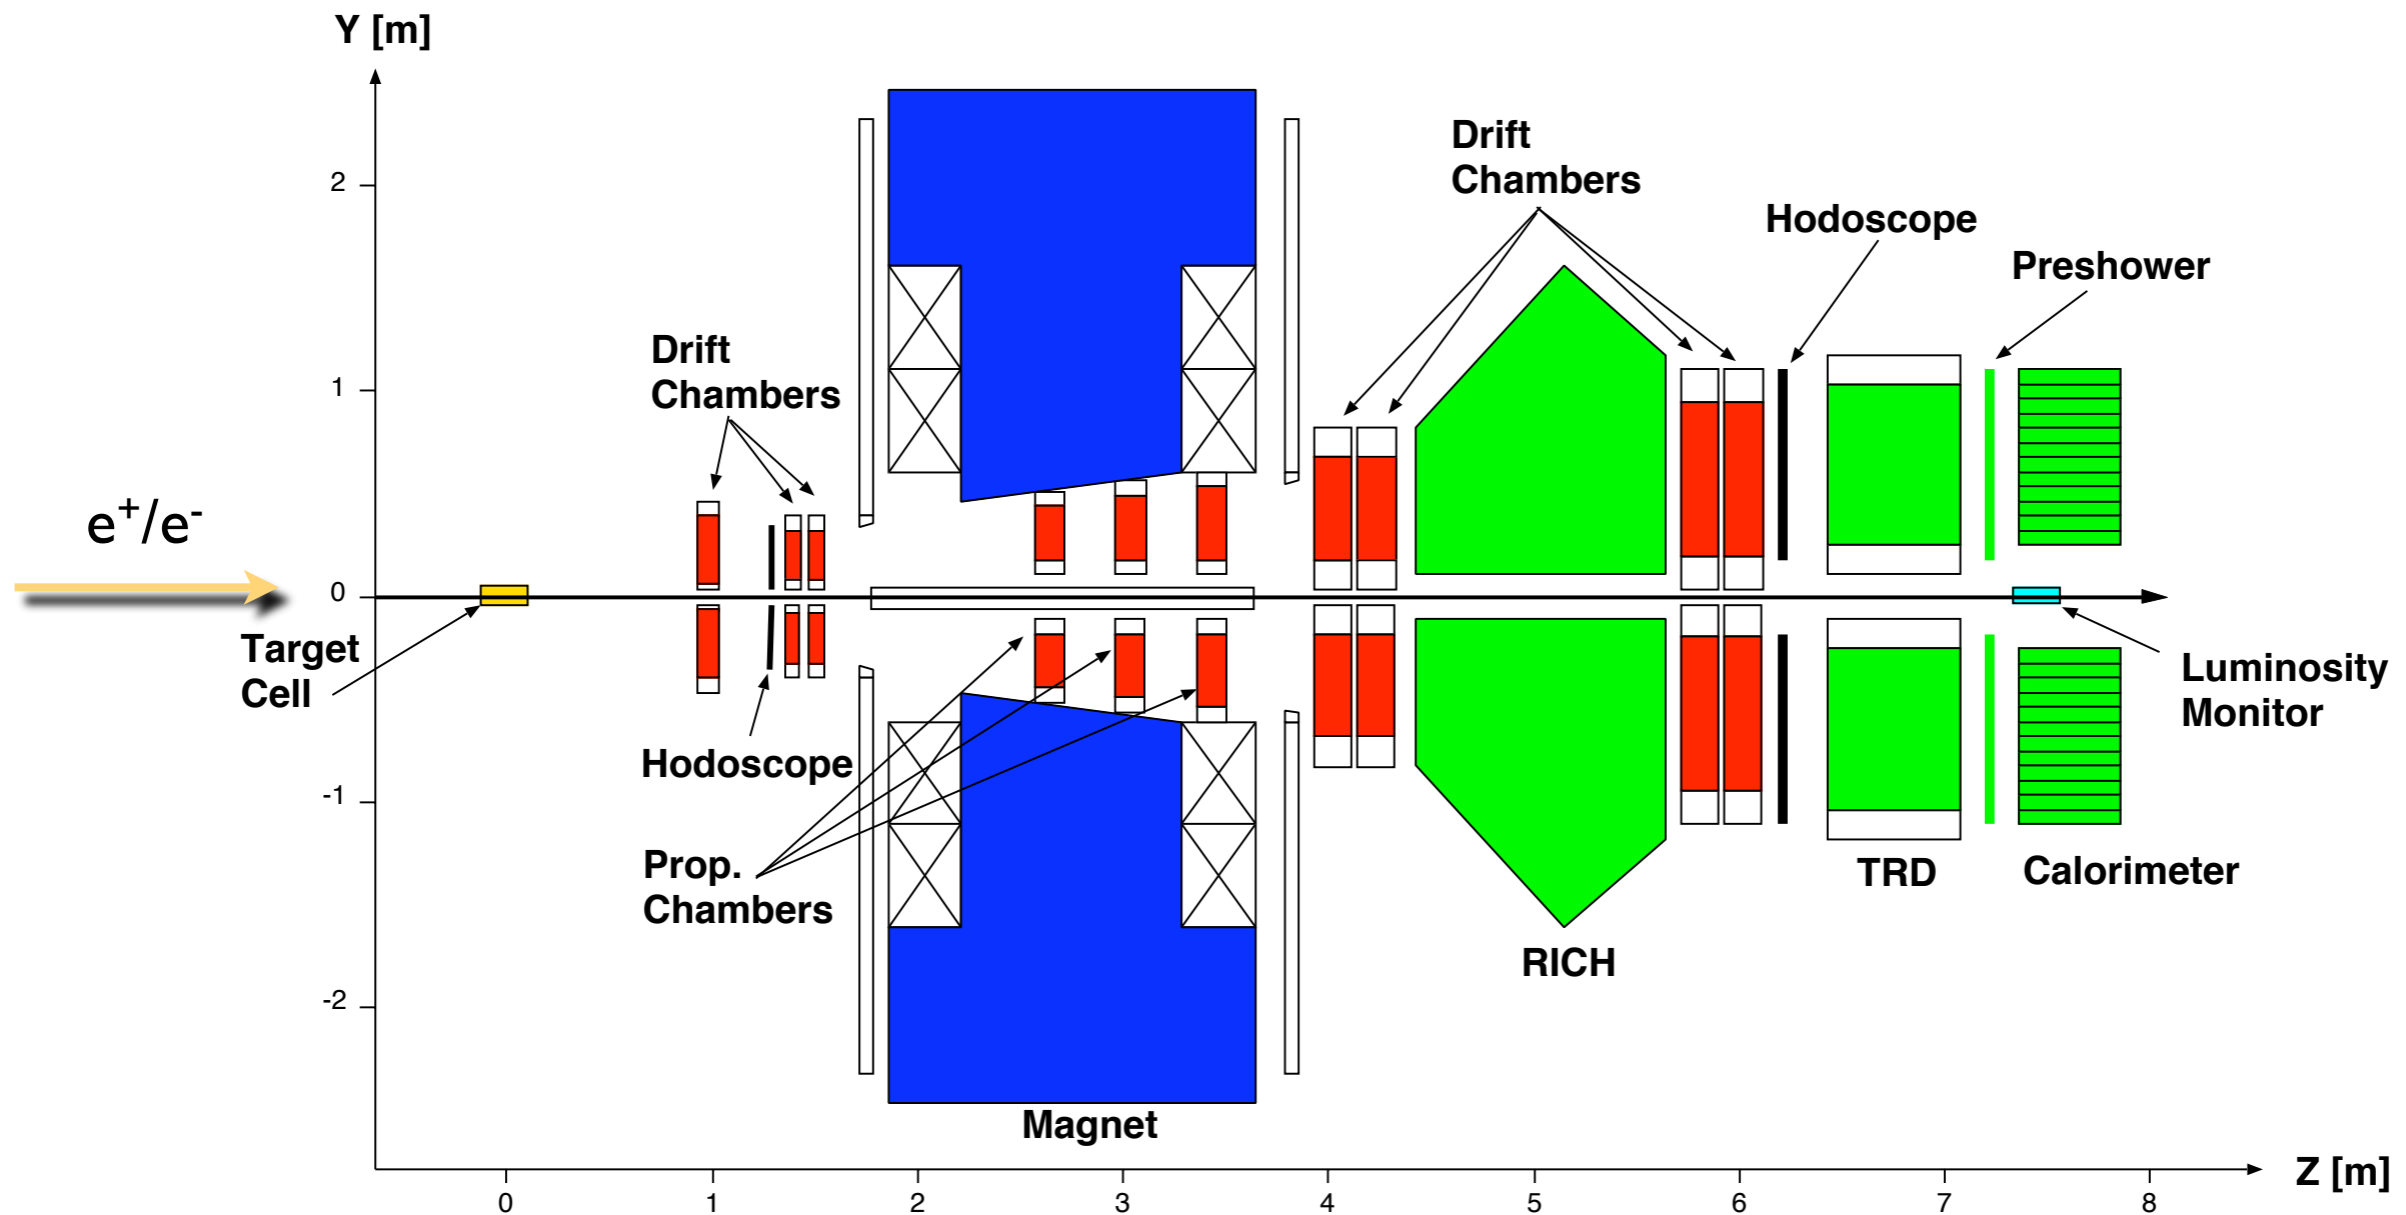 Y [m]
Drift
Chambers
Hodoscope
Preshower
2
Drift
Chambers
1
e+/e-
0
Target
Cell
Luminosity
Monitor
Hodoscope
-1
Prop.
Chambers
TRD
Calorimeter
RICH
-2
Magnet
Z [m]
0 1 2 3 4 5 6 7 8